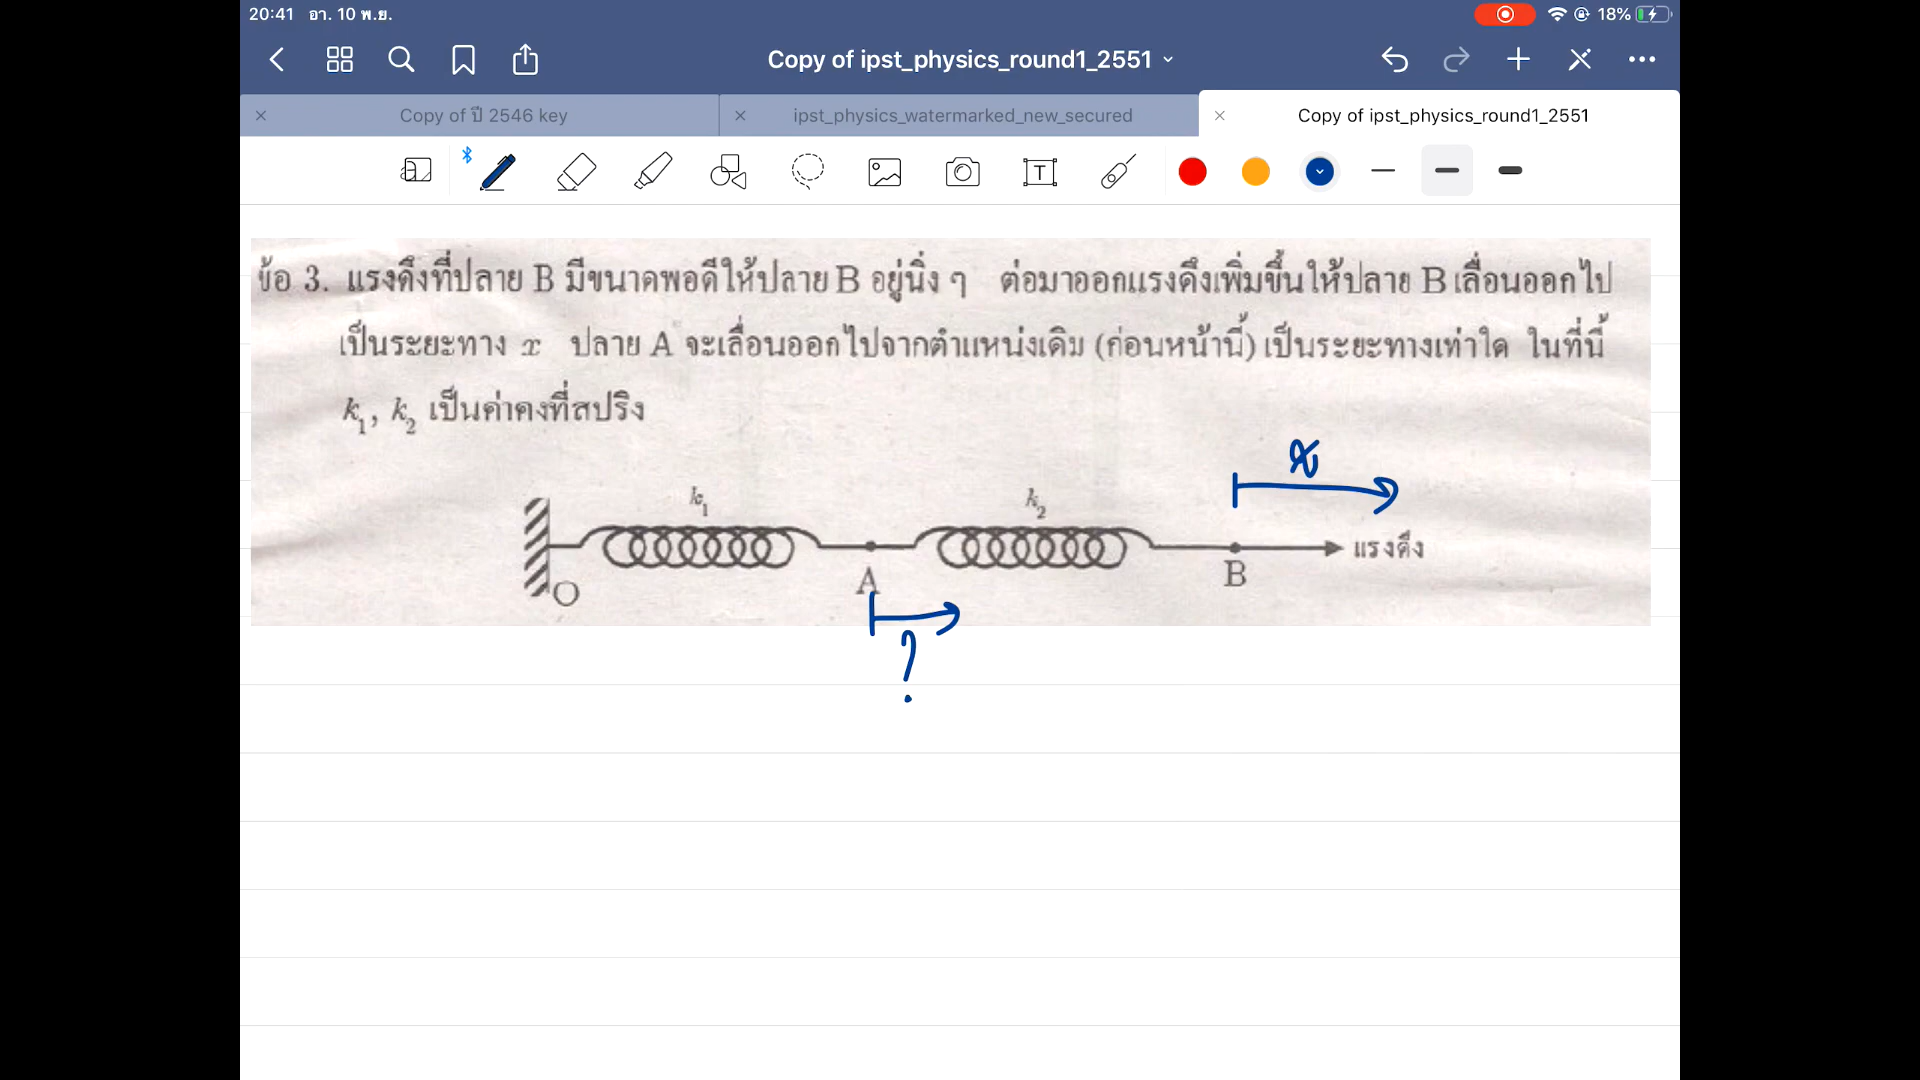 20:41 อา. 10 พ.ย.
18%
Copy of ipst_physics_round1_2551
Copy of ปี 2546 key
ipst_physics_watermarked_new_secured
Copy of ipst_physics_round1_2551
ข้อ 3. แรงดึงที่ปลาย B มีขนาดพอดีให้ปลาย B อยู่นิ่ง ๆ ต่อมาออกแรงดึงเพิ่มขึ้นให้ปลาย B เลื่อนออกไป
เป็นระยะทาง x ปลาย A จะเลื่อนออกไปจากตำแหน่งเดิม (ก่อนหน้านี้) เป็นระยะทางเท่าใด ในที่นี้
k₁, k₂ เป็นค่าคงที่สปริง
x
k₁ k₂
แรงดึง
O A B
?